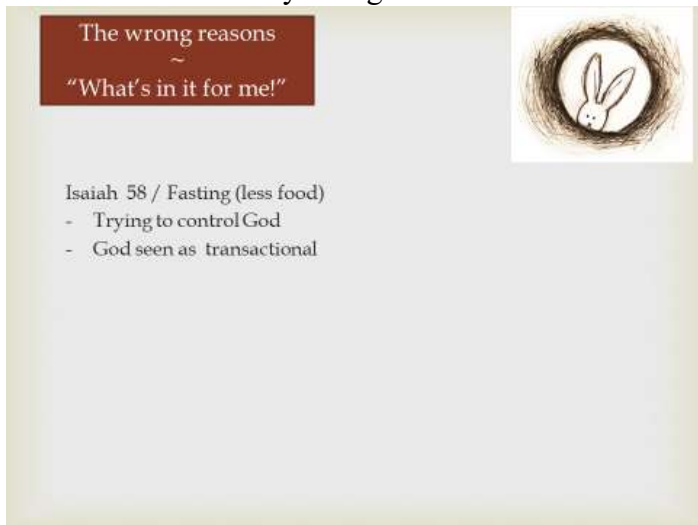 The wrong reasons
~
“What’s in it for me!”
Isaiah 58 / Fasting (less food)
- Trying to control God
- God seen as transactional